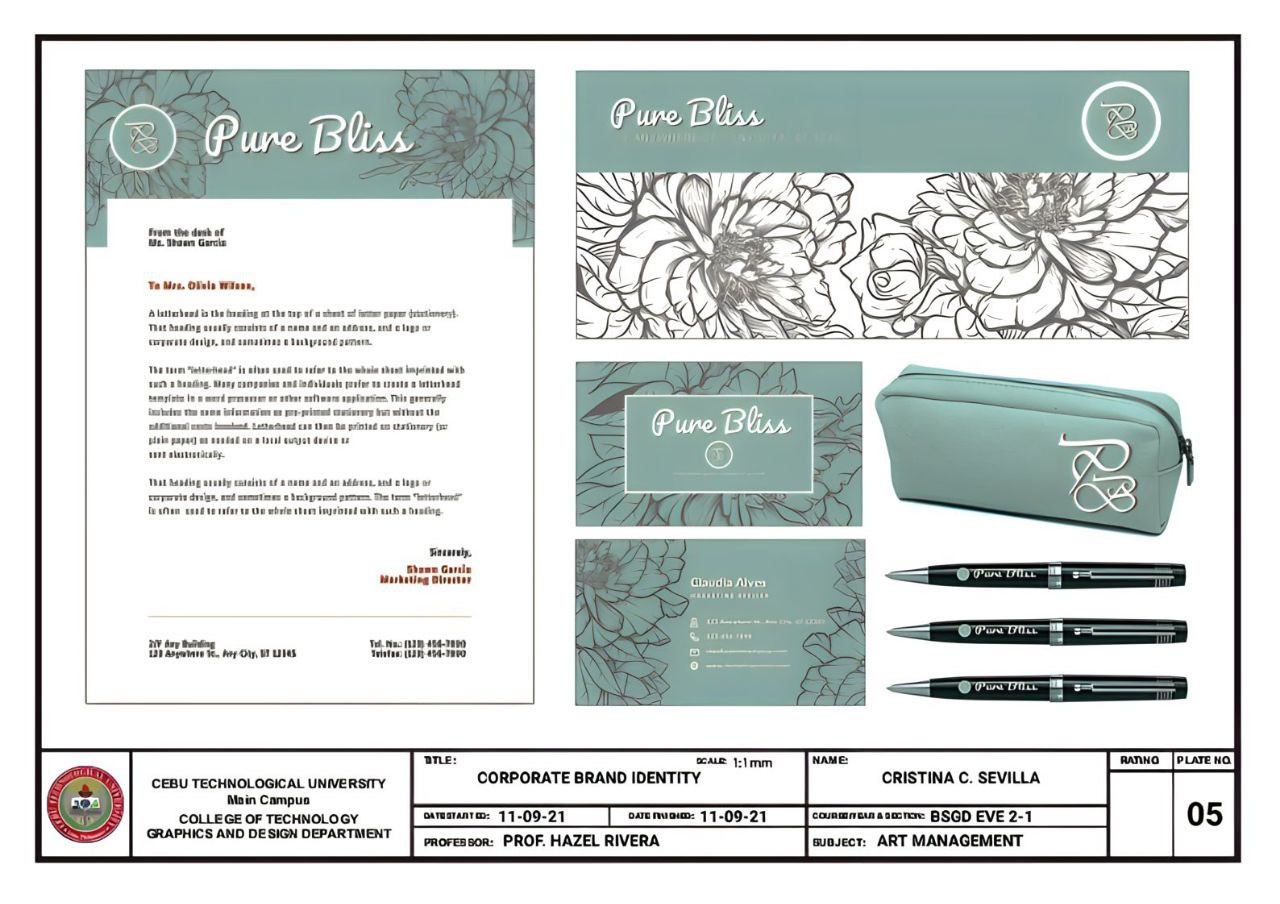 Pure Bliss
From the desk of
Ms. Shawn Garcia
To Mrs. Olivia Wilson,
A letterhead is the heading at the top of a sheet of letter paper (stationery).
That heading usually consists of a name and an address, and a logo or
corporate design, and sometimes a background pattern.
The term "letterhead" is often used to refer to the whole sheet imprinted with
such a heading. Many companies and individuals prefer to create a letterhead
template in a word processor or other software application. This generally
includes the same information as pre-printed stationery but without the
additional costs involved. Letterhead can then be printed on stationery (or
plain paper) as needed on a local output device or
sent electronically.
That heading usually consists of a name and an address, and a logo or
corporate design, and sometimes a background pattern. The term "letterhead"
is often used to refer to the whole sheet imprinted with such a heading.
Sincerely,
Shawn Garcia
Marketing Director
Any Building
123 Anywhere St., Any City, ST 12345
Tel. No.: (123) 456-7890
Telefax: (123) 456-7890
Pure Bliss
Pure Bliss
Claudia Alves
Pure Bliss
Pure Bliss
Pure Bliss
CEBU TECHNOLOGICAL UNIVERSITY
Main Campus
COLLEGE OF TECHNOLOGY
GRAPHICS AND DESIGN DEPARTMENT
TITLE:
SCALE: 1:1 mm
CORPORATE BRAND IDENTITY
DATE STARTED: 11-09-21
DATE FINISHED: 11-09-21
PROFESSOR: PROF. HAZEL RIVERA
NAME:
CRISTINA C. SEVILLA
COURSE/YEAR & SECTION: BSGD EVE 2-1
SUBJECT: ART MANAGEMENT
RATING
PLATE NO.
05